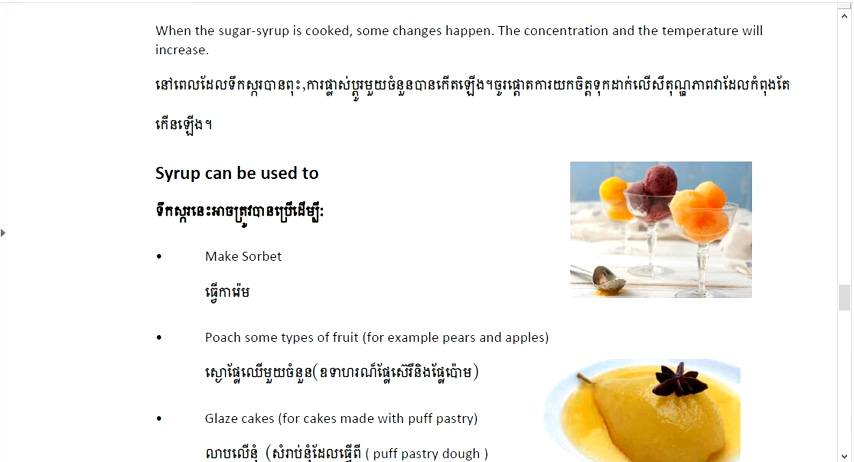 When the sugar-syrup is cooked, some changes happen. The concentration and the temperature will
increase.
នៅពេលដែលទឹកស្ករបានពុះ,ការផ្លាស់ប្តូរមួយចំនួនបានកើតឡើង។ចូរផ្តោតការយកចិត្តទុកដាក់លើសីតុណ្ហភាពវាដែលកំពុងតែ
កើនឡើង។
Syrup can be used to
ទឹកស្ករនេះអាចត្រូវបានប្រើដើម្បី:
• Make Sorbet
ធ្វើការ៉េម
• Poach some types of fruit (for example pears and apples)
ស្ងោផ្លែឈើមួយចំនួន(ឧទាហរណ៏ផ្លែសេរីនិងផ្លែប៉ោម)
• Glaze cakes (for cakes made with puff pastry)
លាបលើនុំ (សំរាប់នុំដែលធ្វើពី ( puff pastry dough )